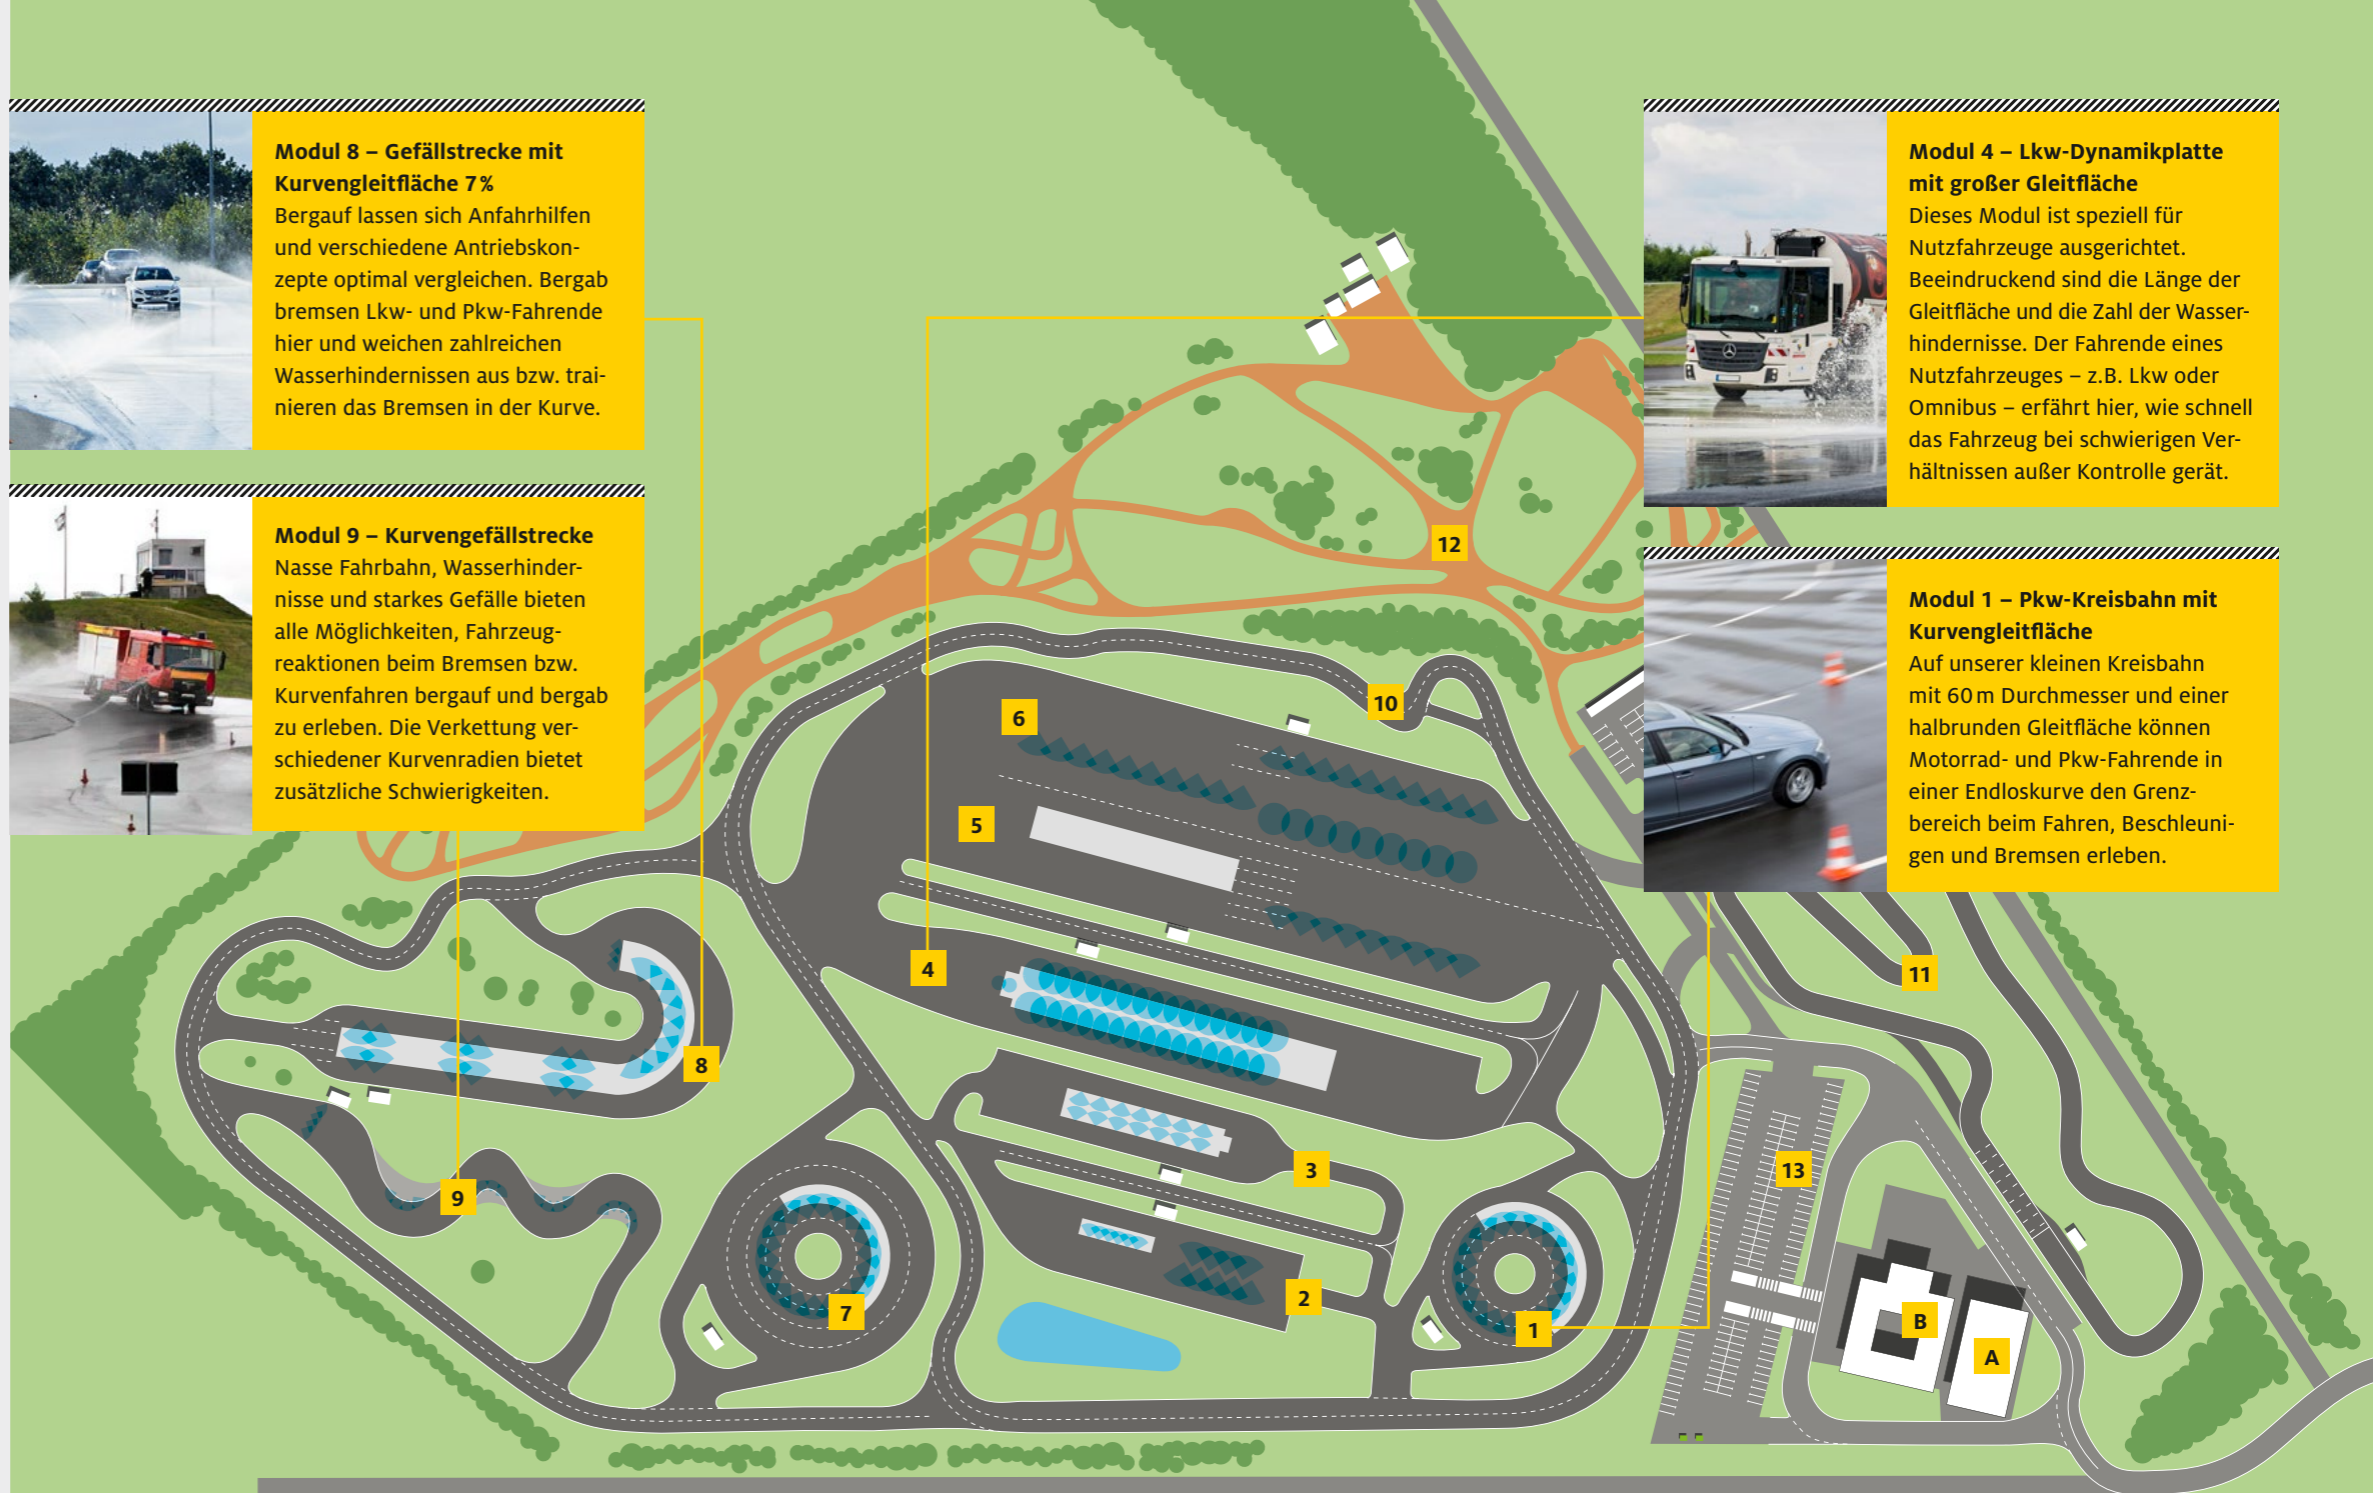 Modul 8 – Gefällstrecke mit
Kurvengleitfläche 7 %
Bergauf lassen sich Anfahrhilfen
und verschiedene Antriebskon-
zepte optimal vergleichen. Bergab
bremsen Lkw- und Pkw-Fahrende
hier und weichen zahlreichen
Wasserhindernissen aus bzw. trai-
nieren das Bremsen in der Kurve.
Modul 9 – Kurvengefällstrecke
Nasse Fahrbahn, Wasserhinder-
nisse und starkes Gefälle bieten
alle Möglichkeiten, Fahrzeug-
reaktionen beim Bremsen bzw.
Kurvenfahren bergauf und bergab
zu erleben. Die Verkettung ver-
schiedener Kurvenradien bietet
zusätzliche Schwierigkeiten.
Modul 4 – Lkw-Dynamikplatte
mit großer Gleitfläche
Dieses Modul ist speziell für
Nutzfahrzeuge ausgerichtet.
Beeindruckend sind die Länge der
Gleitfläche und die Zahl der Wasser-
hindernisse. Der Fahrende eines
Nutzfahrzeuges – z.B. Lkw oder
Omnibus – erfährt hier, wie schnell
das Fahrzeug bei schwierigen Ver-
hältnissen außer Kontrolle gerät.
Modul 1 – Pkw-Kreisbahn mit
Kurvengleitfläche
Auf unserer kleinen Kreisbahn
mit 60 m Durchmesser und einer
halbrunden Gleitfläche können
Motorrad- und Pkw-Fahrende in
einer Endloskurve den Grenz-
bereich beim Fahren, Beschleuni-
gen und Bremsen erleben.
12
10
6
5
4
11
8
3
13
9
2
7
1
B
A